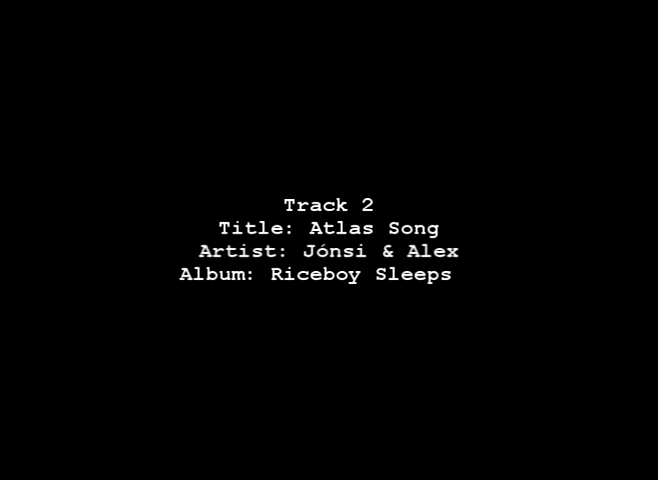 Track 2
Title: Atlas Song
Artist: Jónsi & Alex
Album: Riceboy Sleeps